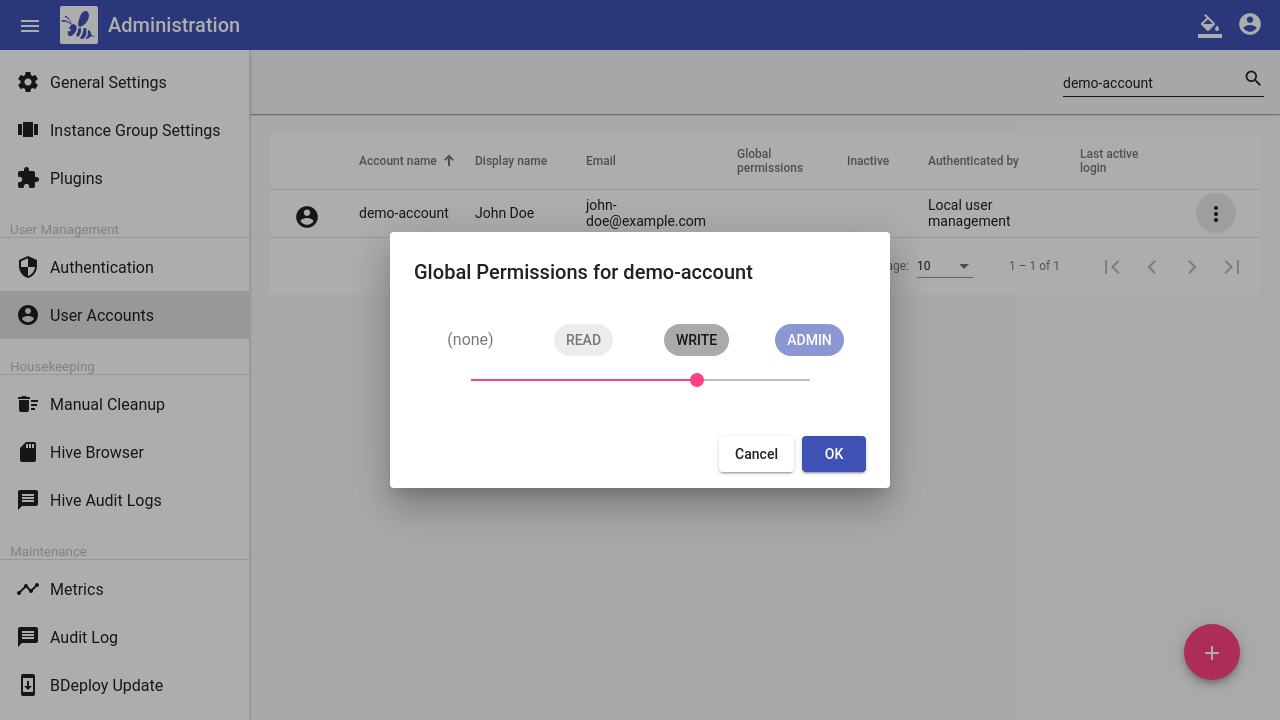 Administration
General Settings
Instance Group Settings
Plugins
User Management
Authentication
User Accounts
Housekeeping
Manual Cleanup
Hive Browser
Hive Audit Logs
Maintenance
Metrics
Audit Log
BDeploy Update
demo-account
Account name
Display name
Email
Global
permissions
Inactive
Authenticated by
Last active
login
demo-account
John Doe
john-
doe@example.com
Local user
management
10
1 – 1 of 1
Global Permissions for demo-account
(none)
READ
WRITE
ADMIN
Cancel
OK